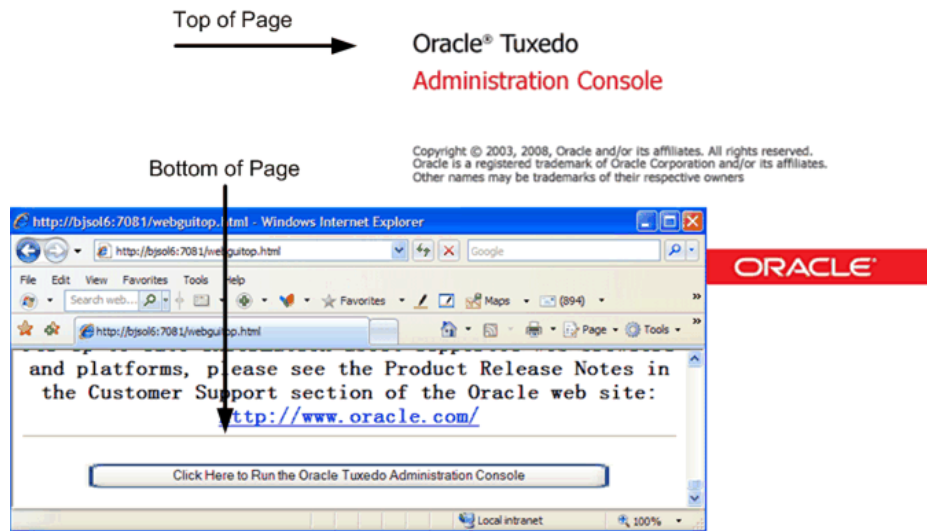 Top of Page
Oracle® Tuxedo
Administration Console
Copyright © 2003, 2008, Oracle and/or its affiliates. All rights reserved.
Oracle is a registered trademark of Oracle Corporation and/or its affiliates.
Other names may be trademarks of their respective owners
Bottom of Page
http://bjsol6:7081/webguitop.html - Windows Internet Explorer
http://bjsol6:7081/webguitop.html
Google
ORACLE®
File Edit View Favorites Tools Help
Search web... Favorites Maps (894) »
http://bjsol6:7081/webguitop.html Page Tools »
and platforms, please see the Product Release Notes in
the Customer Support section of the Oracle web site:
http://www.oracle.com/
Click Here to Run the Oracle Tuxedo Administration Console
Local intranet 100%